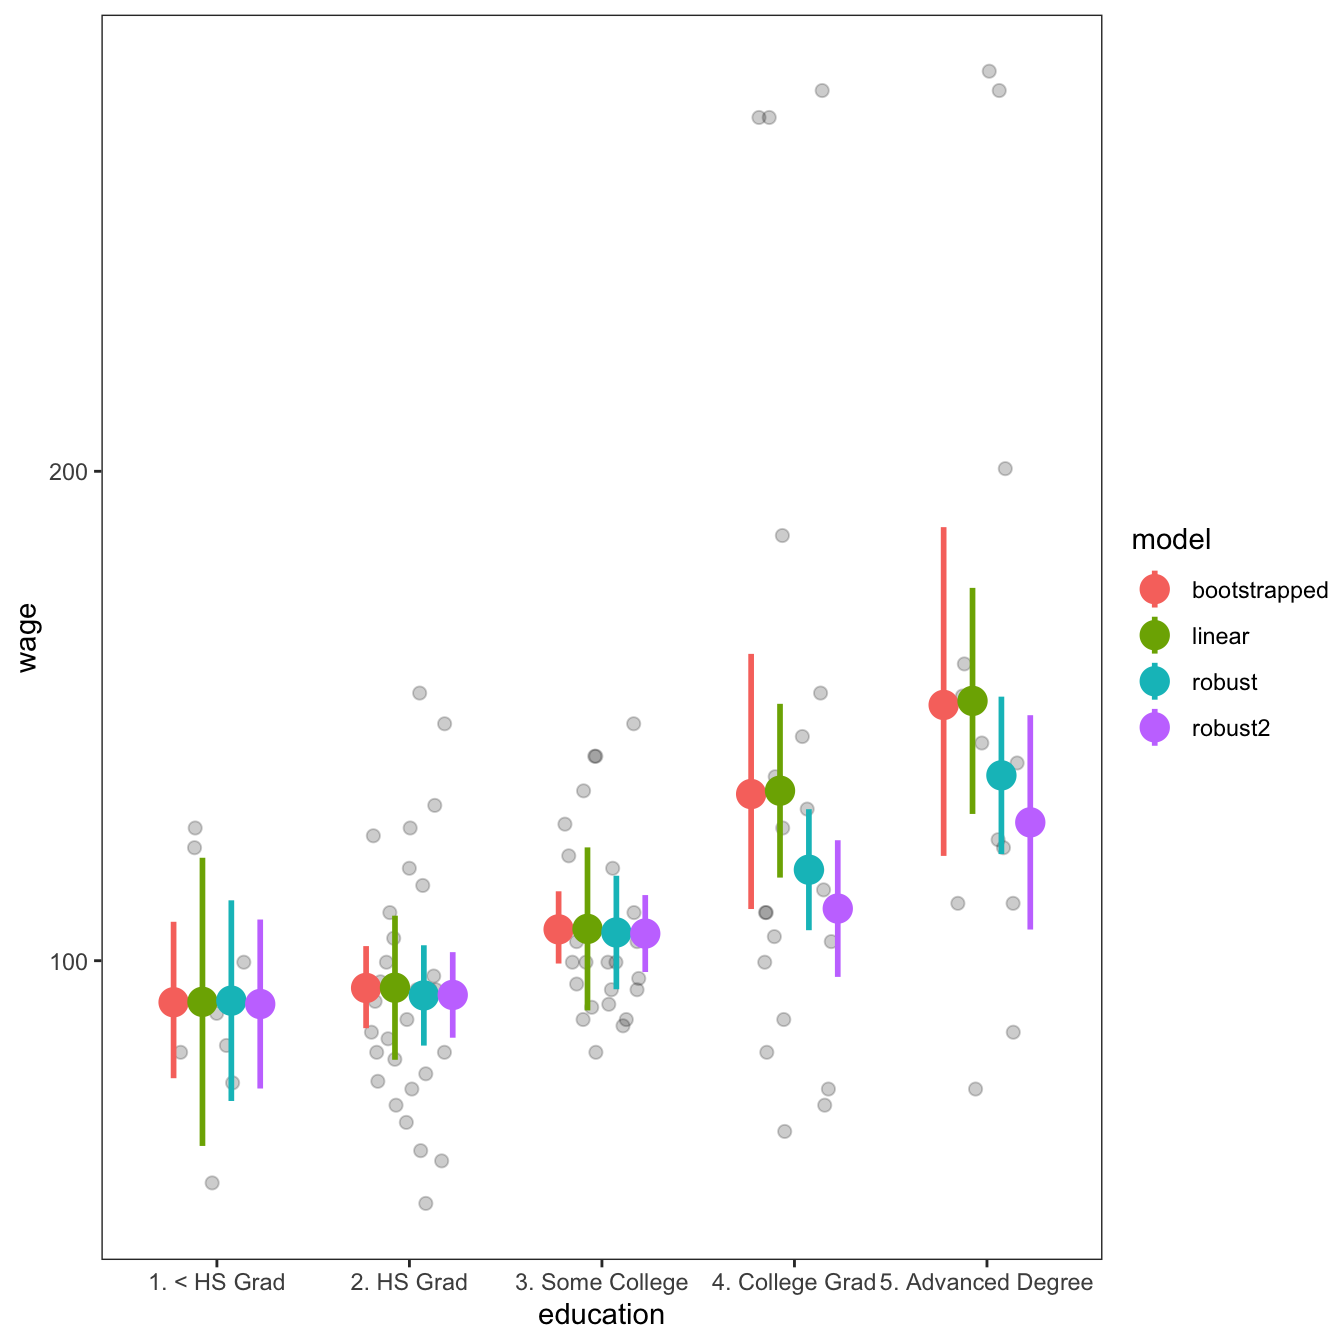 200
100
wage
1. < HS Grad
2. HS Grad
3. Some College
4. College Grad
5. Advanced Degree
education
model
bootstrapped
linear
robust
robust2